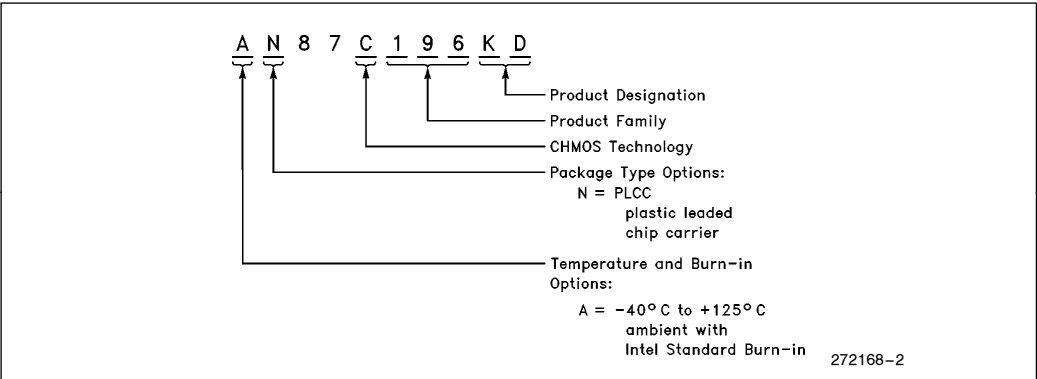 A N 8 7 C 1 9 6 K D
Product Designation
Product Family
CHMOS Technology
Package Type Options:
N = PLCC
plastic leaded
chip carrier
Temperature and Burn-in
Options:
A = -40° C to +125° C
ambient with
Intel Standard Burn-in
272168-2